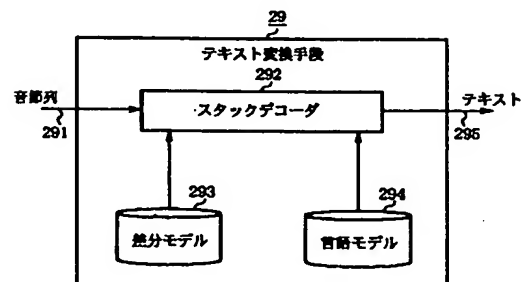 29
テキスト変換手段
292
音節列
スタックデコーダ
テキスト
291
295
293
294
差分モデル
言語モデル